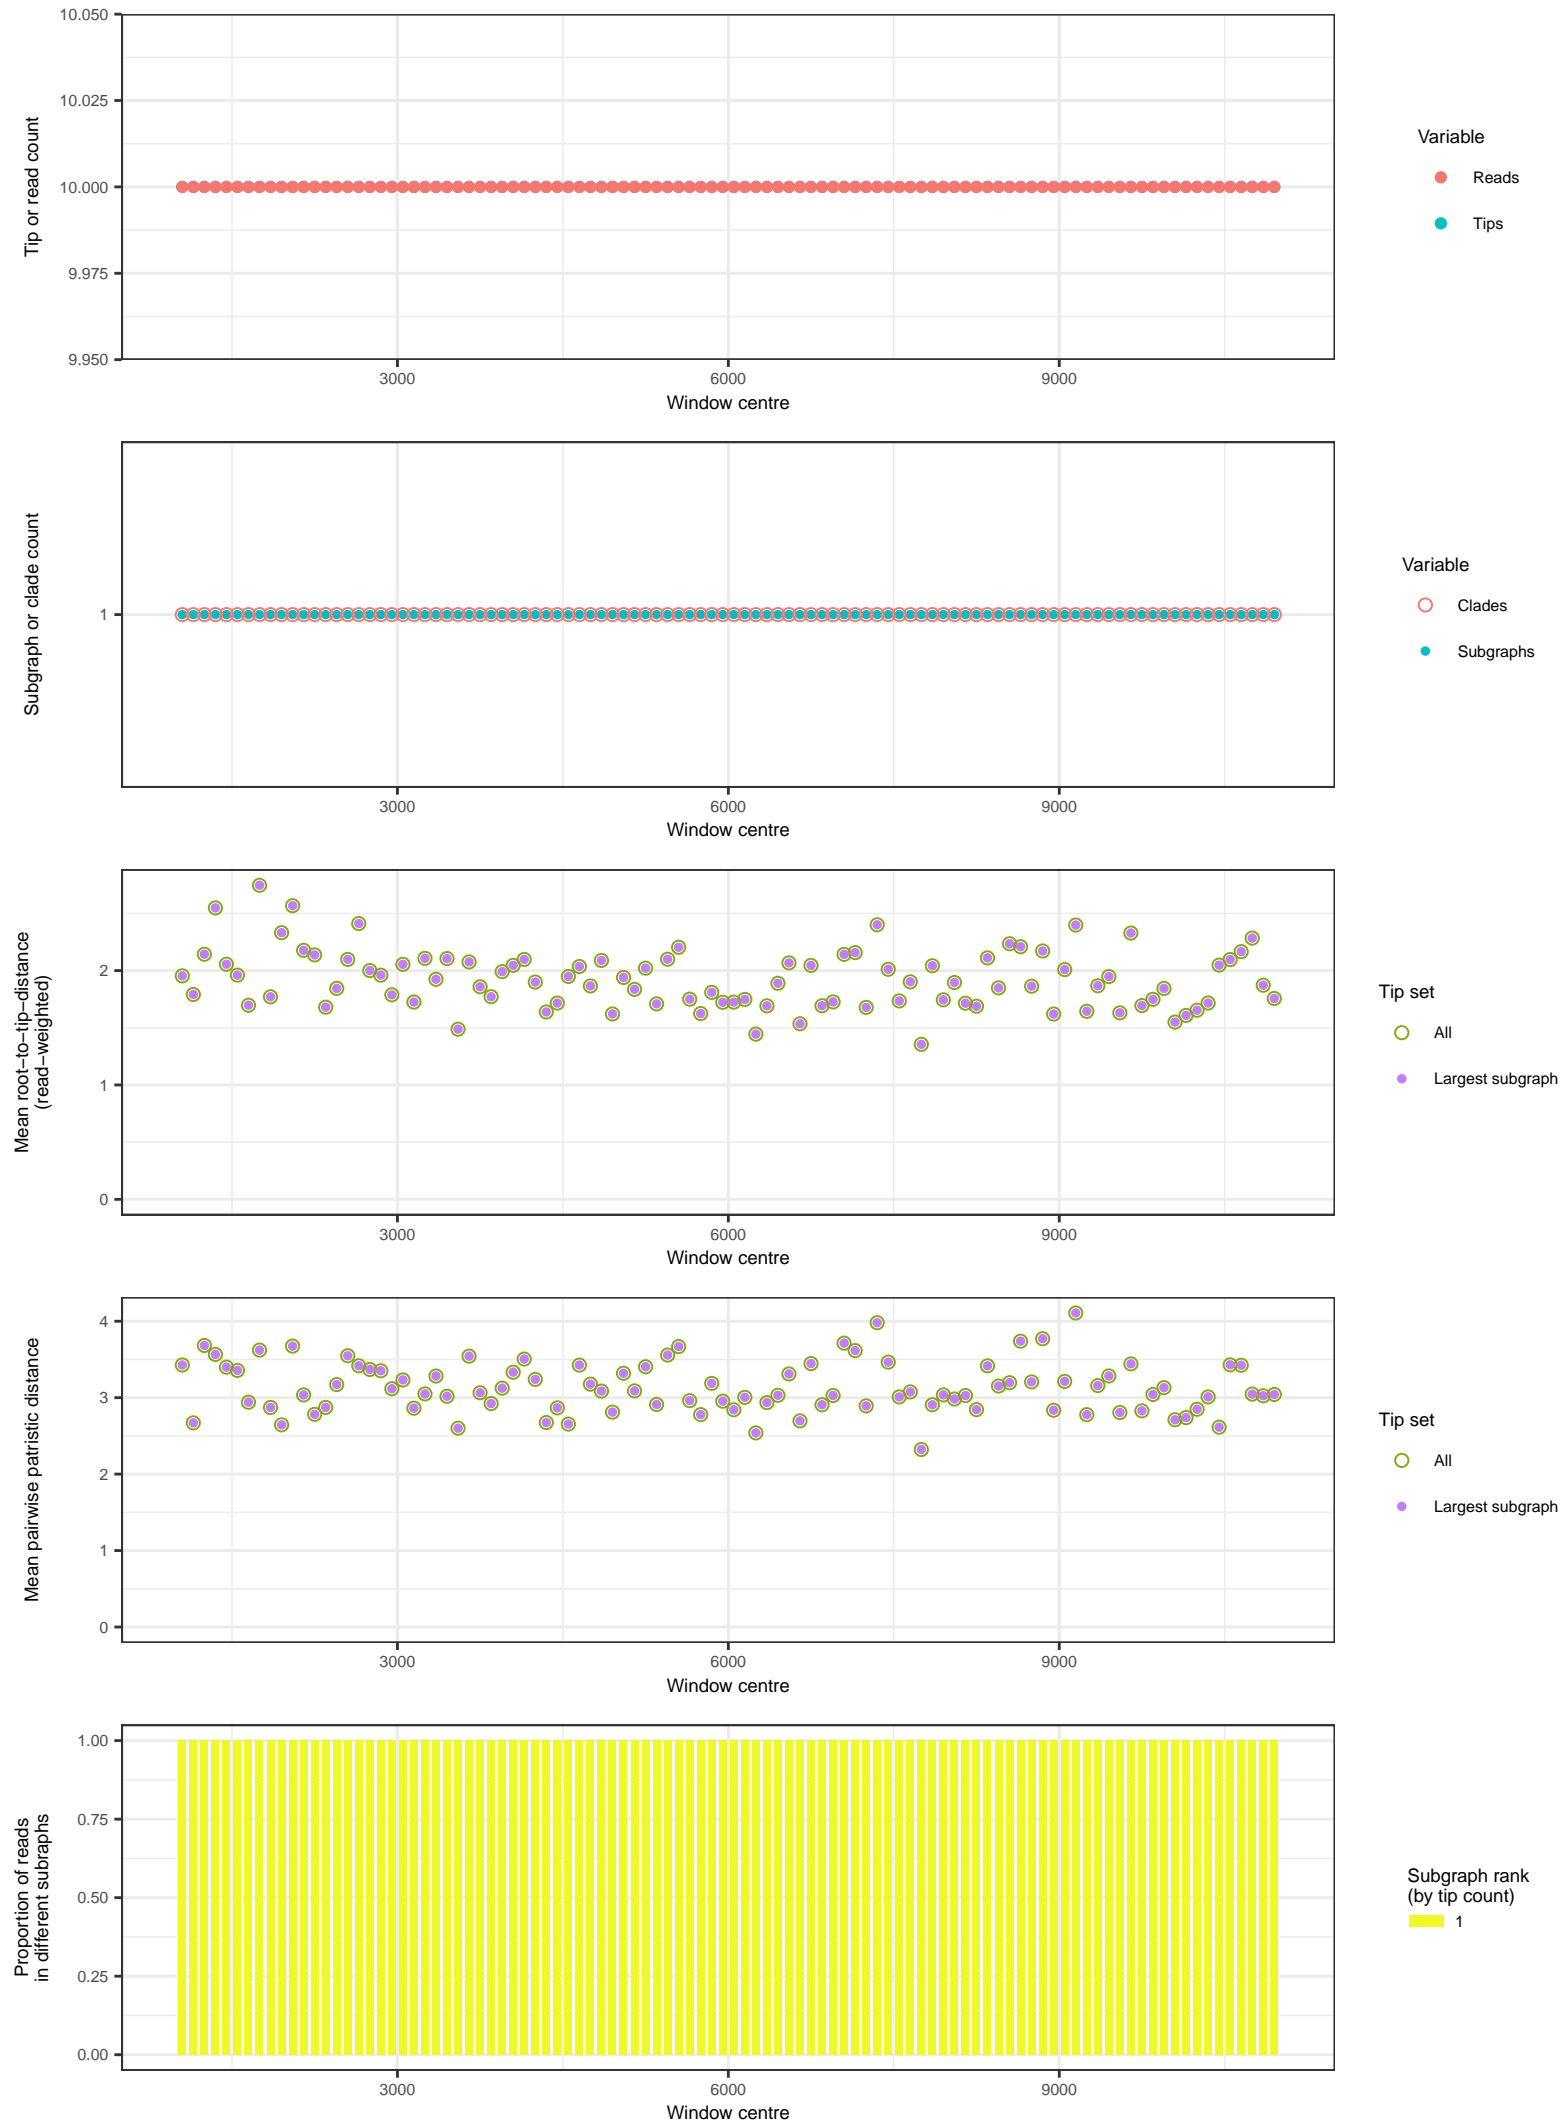 10.050
10.025
10.000
9.975
9.950
Tip or read count
3000
6000
9000
Window centre
Variable
Reads
Tips
1
Subgraph or clade count
3000
6000
9000
Window centre
Variable
Clades
Subgraphs
2
1
0
Mean root−to−tip−distance
(read−weighted)
3000
6000
9000
Window centre
Tip set
All
Largest subgraph
4
3
2
1
0
Mean pairwise patristic distance
3000
6000
9000
Window centre
Tip set
All
Largest subgraph
1.00
0.75
0.50
0.25
0.00
Proportion of reads
in different subraphs
3000
6000
9000
Window centre
Subgraph rank
(by tip count)
1